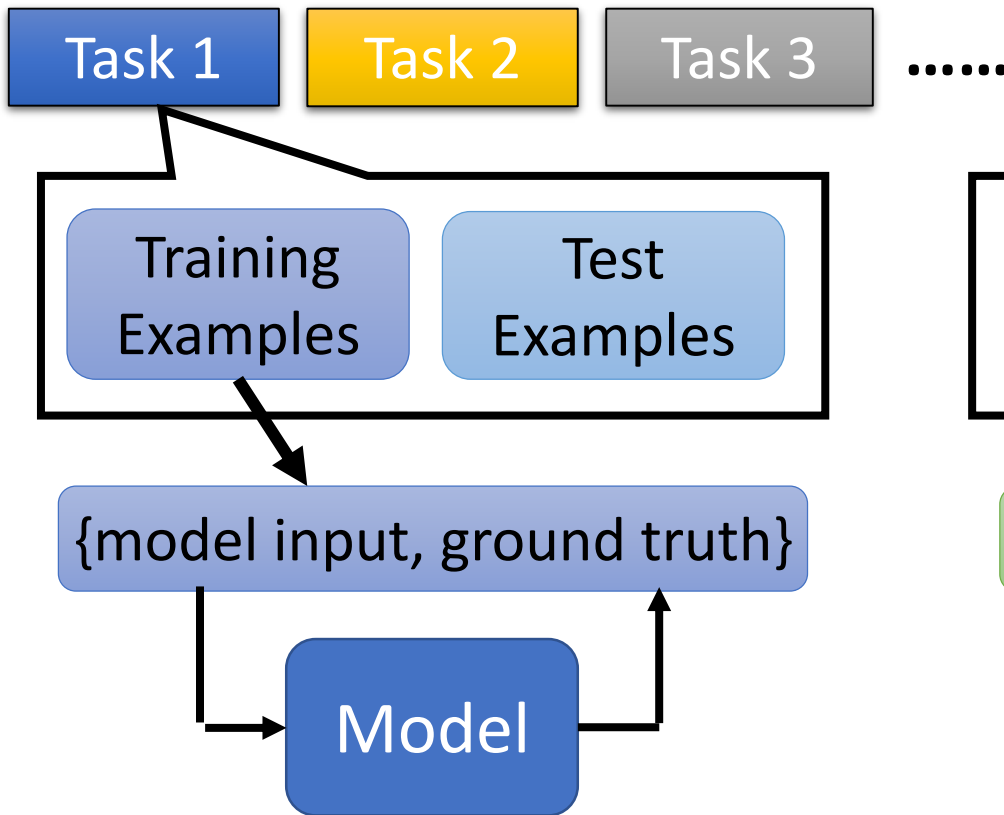 Task 1
Task 2
Task 3
......
Training
Examples
Test
Examples
{model input, ground truth}
Model